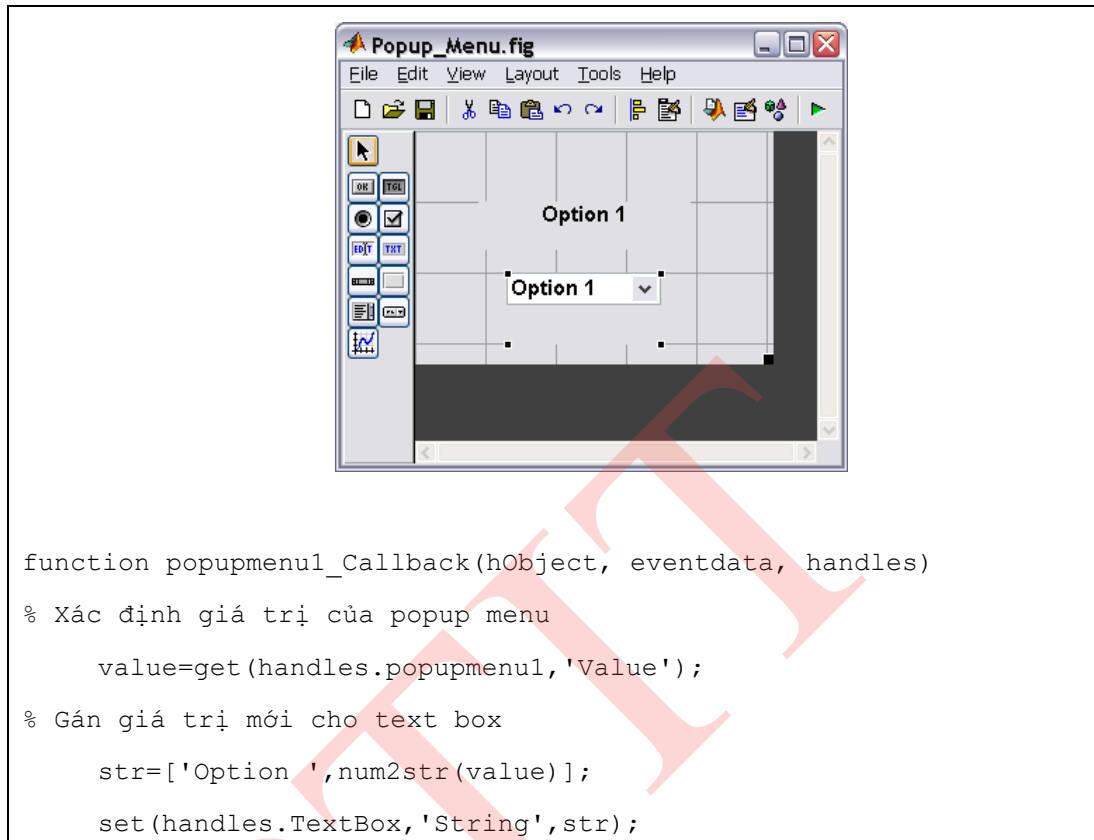 Popup_Menu.fig
File Edit View Layout Tools Help
OK TGL
EDIT TXT
Option 1
Option 1
function popupmenu1_Callback(hObject, eventdata, handles)
% Xác định giá trị của popup menu
value=get(handles.popupmenu1,'Value');
% Gán giá trị mới cho text box
str=['Option ',num2str(value)];
set(handles.TextBox,'String',str);